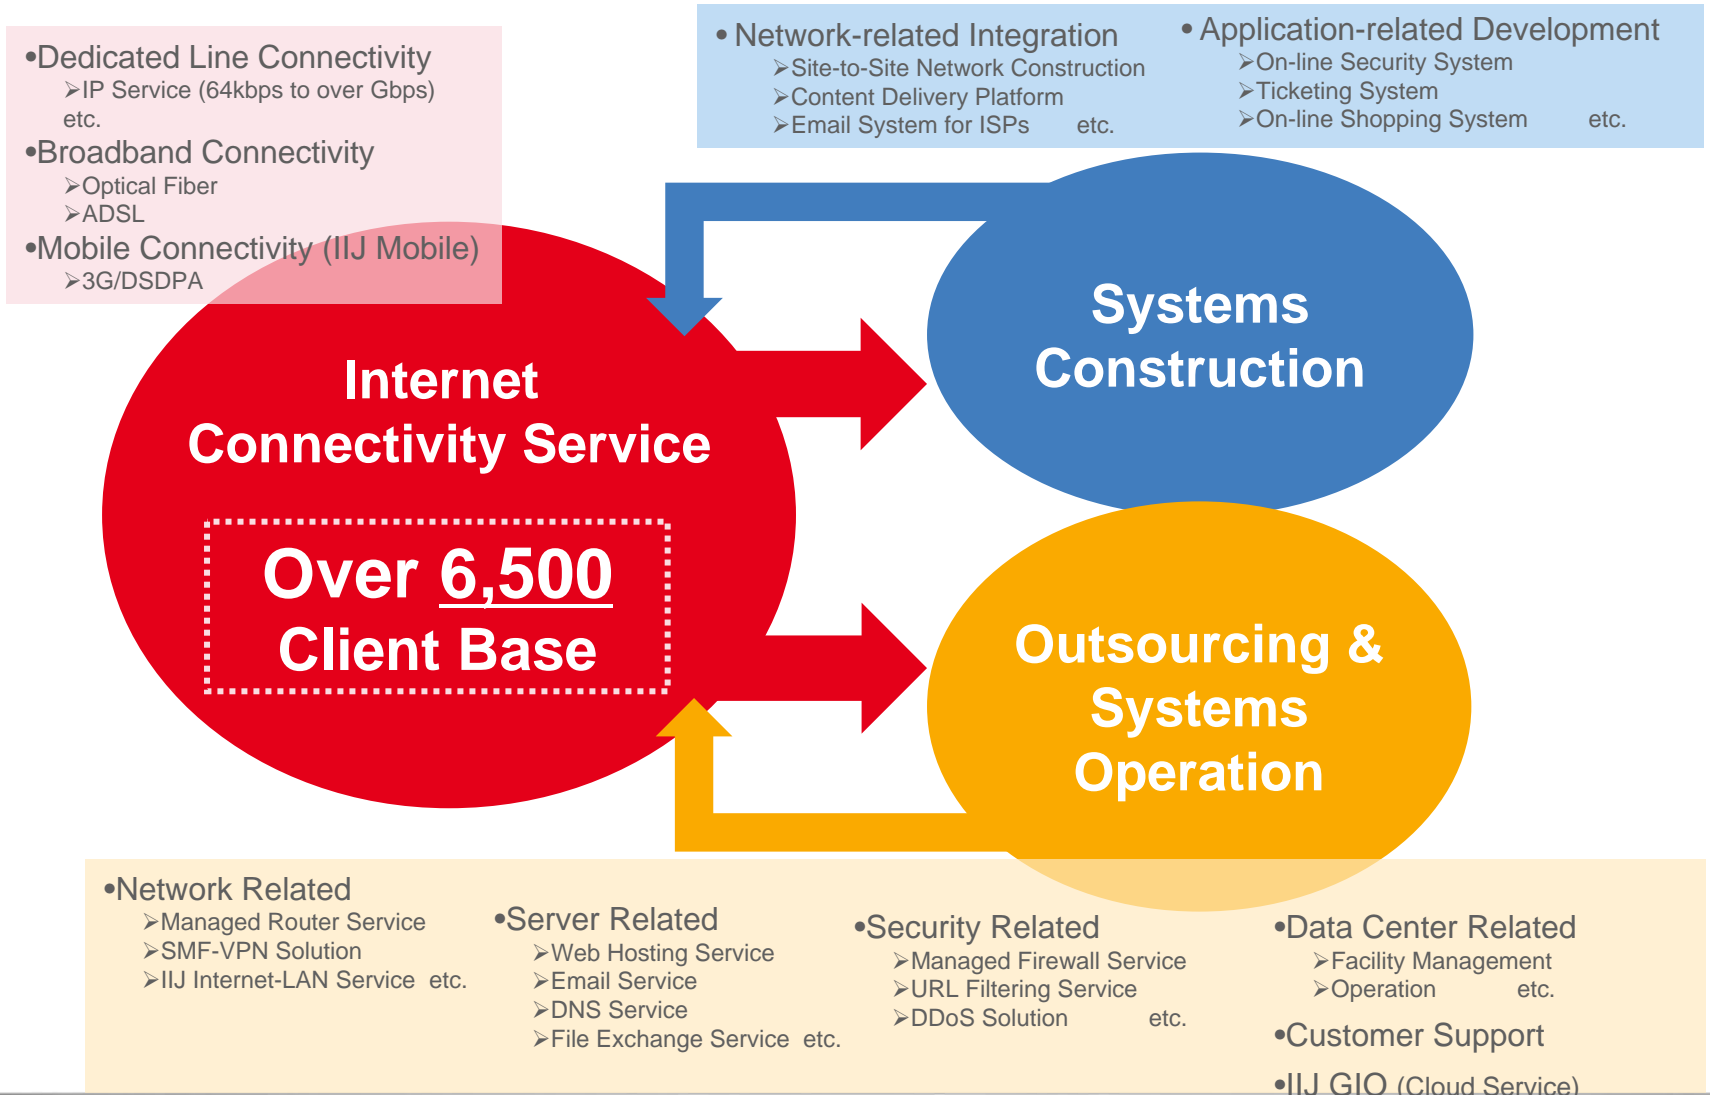 •Dedicated Line Connectivity
➢IP Service (64kbps to over Gbps)
etc.
•Broadband Connectivity
➢Optical Fiber
➢ADSL
•Mobile Connectivity (IIJ Mobile)
➢3G/DSDPA
• Network-related Integration
➢Site-to-Site Network Construction
➢Content Delivery Platform
➢Email System for ISPs etc.
• Application-related Development
➢On-line Security System
➢Ticketing System
➢On-line Shopping System etc.
Internet
Connectivity Service
Over 6,500
Client Base
Systems
Construction
Outsourcing &
Systems
Operation
•Network Related
➢Managed Router Service
➢SMF-VPN Solution
➢IIJ Internet-LAN Service etc.
•Server Related
➢Web Hosting Service
➢Email Service
➢DNS Service
➢File Exchange Service etc.
•Security Related
➢Managed Firewall Service
➢URL Filtering Service
➢DDoS Solution etc.
•Data Center Related
➢Facility Management
➢Operation etc.
•Customer Support
•IIJ GIO (Cloud Service)